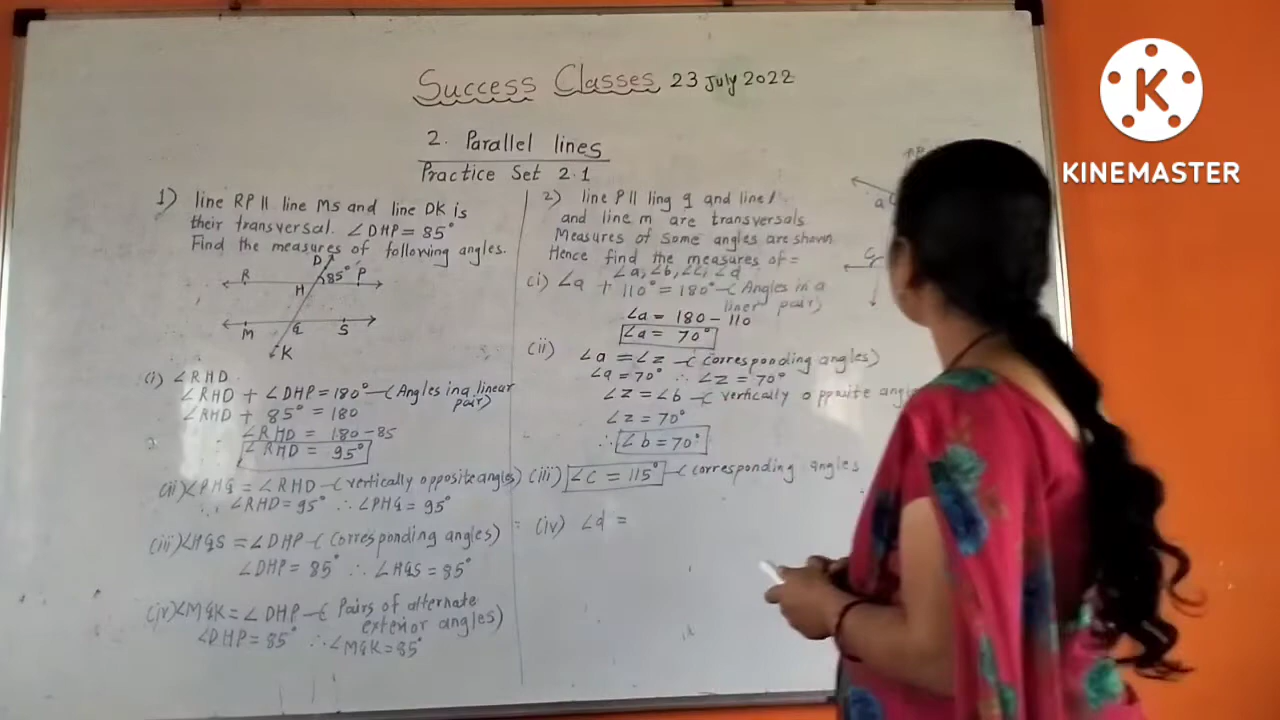 Success Classes 23 July 2022
2. Parallel lines
Practice Set 2.1
1) line RP || line MS and line DK is
their transversal. ∠DHP = 85°
Find the measures of following angles.
D
R 85° P
H
M G S
K
(i) ∠RHD
∠RHD + ∠DHP = 180° - (Angles in a linear
pair)
∠RHD + 85° = 180
∠RHD = 180 - 85
∠RHD = 95°
(ii) ∠PHG = ∠RHD - (vertically opposite angles)
∴ ∠RHD = 95° ∴ ∠PHG = 95°
(iii) ∠HGS = ∠DHP - (Corresponding angles)
∠DHP = 85° ∴ ∠HGS = 85°
(iv) ∠MGK = ∠DHP - (Pairs of alternate
exterior angles)
∠DHP = 85° ∴ ∠MGK = 85°
2) line P || ling q and line l
and line m are transversals
Measures of some angles are shown
Hence find the measures of =
∠a, ∠b, ∠c, ∠d
(i) ∠a + 110° = 180° - (Angles in a
liner pair)
∠a = 180 - 110
∠a = 70°
(ii) ∠a = ∠z - (corresponding angles)
∠a = 70° ∴ ∠z = 70°
∠z = ∠b - (vertically opposite
∠z = 70°
∴ ∠b = 70°
(iii) ∠c = 115° - (corresponding angles
(iv) ∠d =
a
K
KINEMASTER